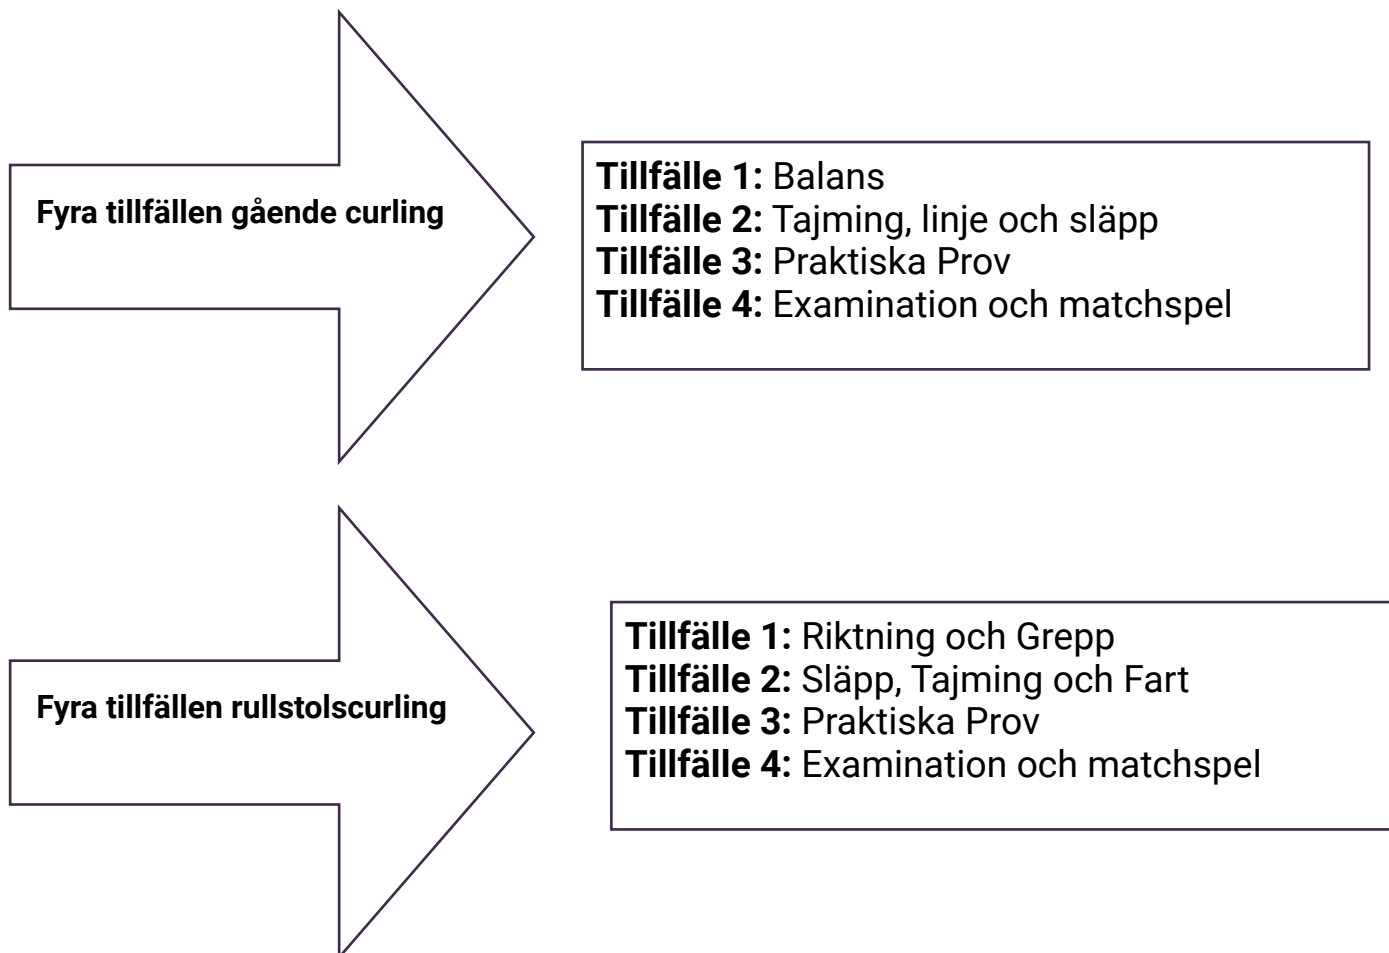 Fyra tillfällen gående curling
Tillfälle 1: Balans
Tillfälle 2: Tajming, linje och släpp
Tillfälle 3: Praktiska Prov
Tillfälle 4: Examination och matchspel
Fyra tillfällen rullstolscurling
Tillfälle 1: Riktning och Grepp
Tillfälle 2: Släpp, Tajming och Fart
Tillfälle 3: Praktiska Prov
Tillfälle 4: Examination och matchspel